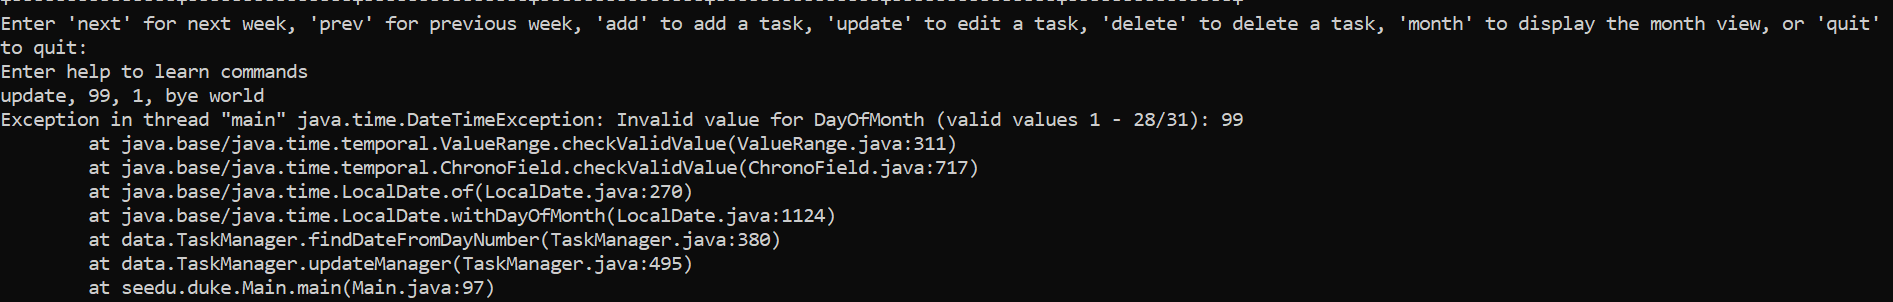 Enter 'next' for next week, 'prev' for previous week, 'add' to add a task, 'update' to edit a task, 'delete' to delete a task, 'month' to display the month view, or 'quit'
to quit:
Enter help to learn commands
update, 99, 1, bye world
Exception in thread "main" java.time.DateTimeException: Invalid value for DayOfMonth (valid values 1 - 28/31): 99
        at java.base/java.time.temporal.ValueRange.checkValidValue(ValueRange.java:311)
        at java.base/java.time.temporal.ChronoField.checkValidValue(ChronoField.java:717)
        at java.base/java.time.LocalDate.of(LocalDate.java:270)
        at java.base/java.time.LocalDate.withDayOfMonth(LocalDate.java:1124)
        at data.TaskManager.findDateFromDayNumber(TaskManager.java:380)
        at data.TaskManager.updateManager(TaskManager.java:495)
        at seedu.duke.Main.main(Main.java:97)